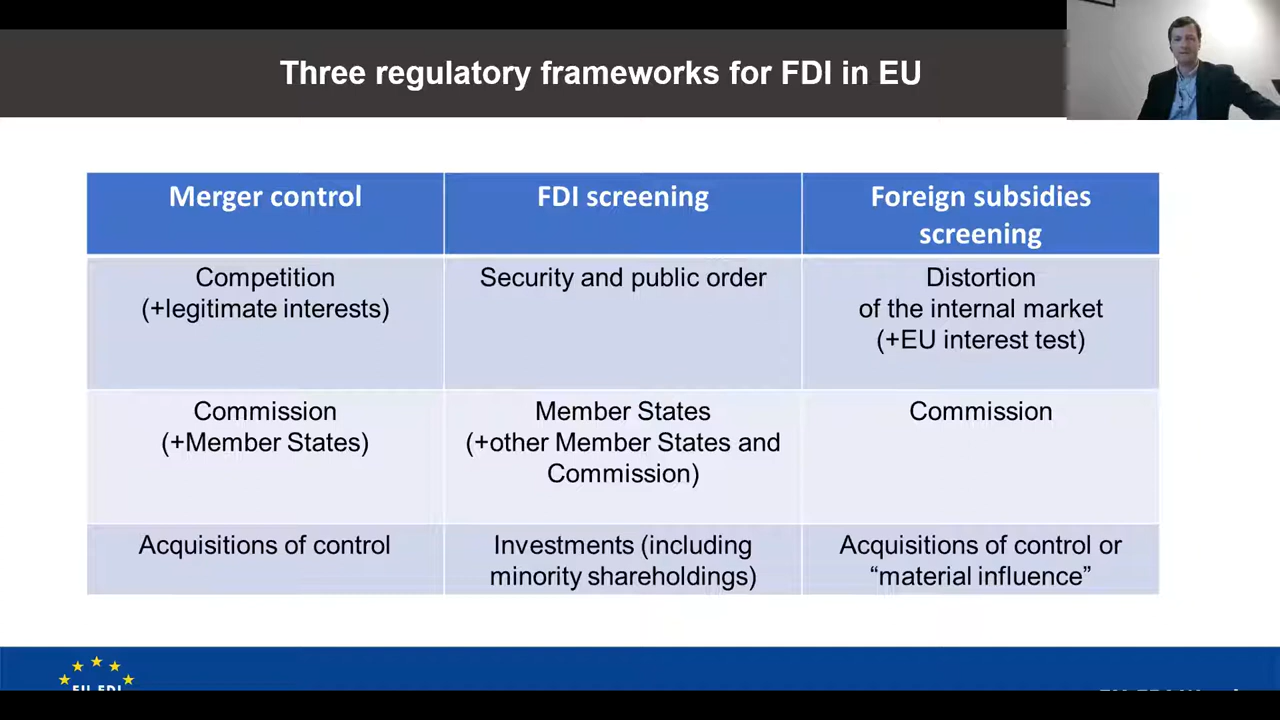 Three regulatory frameworks for FDI in EU
Merger control
FDI screening
Foreign subsidies
screening
Competition
(+legitimate interests)
Security and public order
Distortion
of the internal market
(+EU interest test)
Commission
(+Member States)
Member States
(+other Member States and
Commission)
Commission
Acquisitions of control
Investments (including
minority shareholdings)
Acquisitions of control or
“material influence”
EU FDI